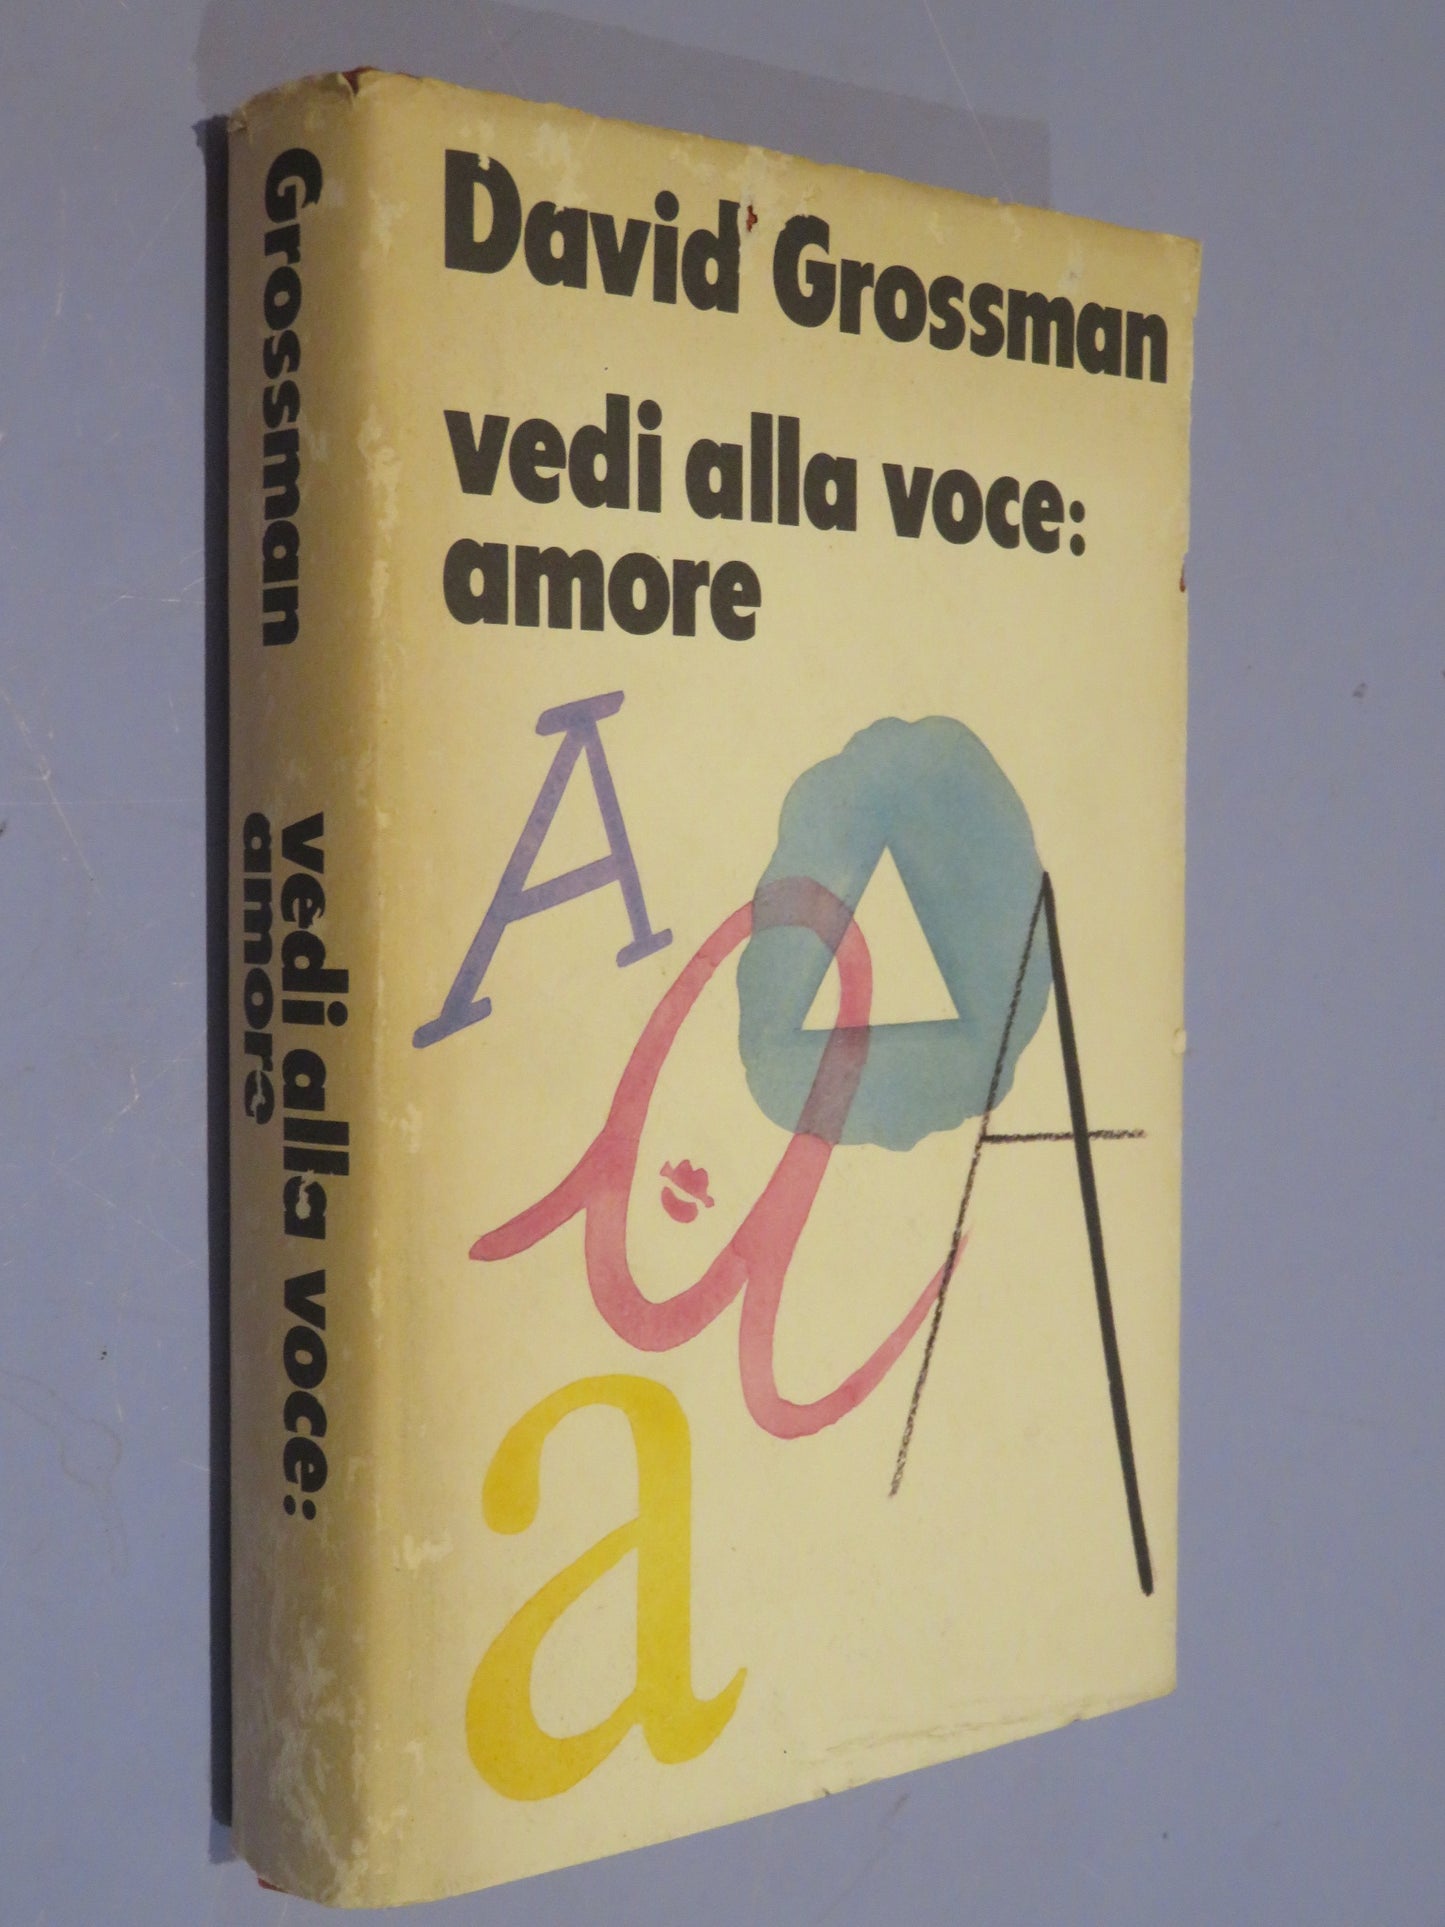 David Grossman
vedi alla voce:
amore
A
a
A
a
Grossman
vedi alla voce:
amore